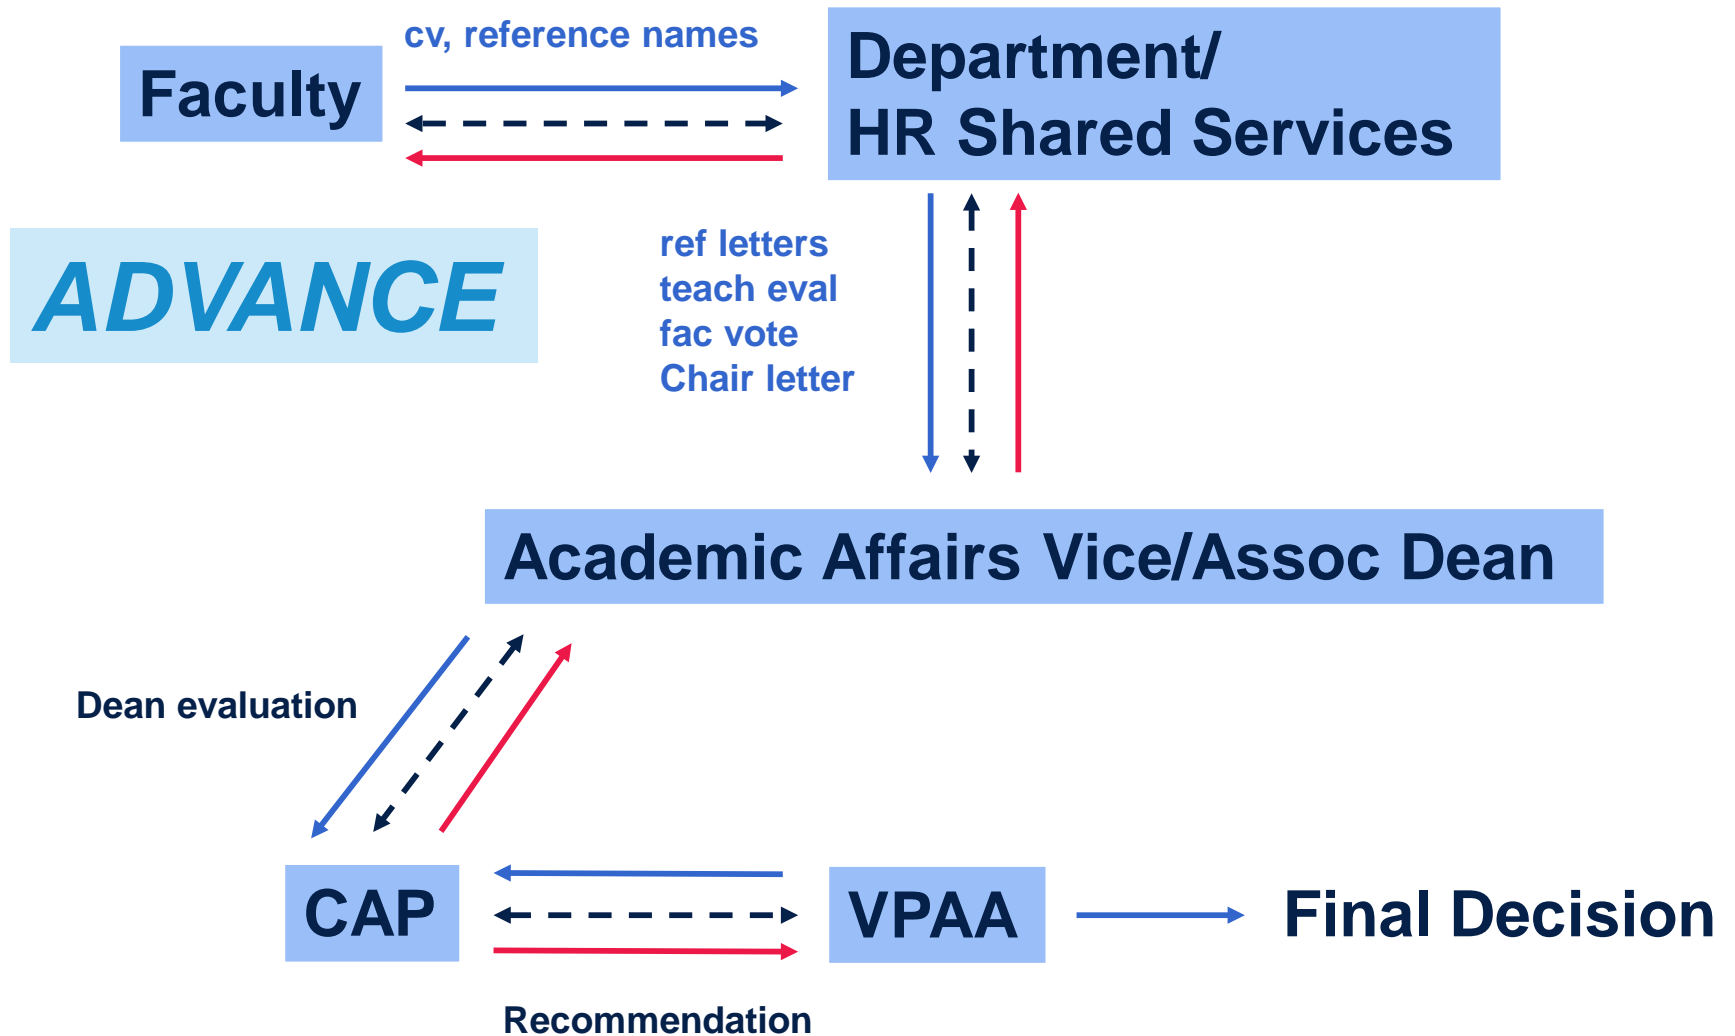 cv, reference names
Faculty
Department/
HR Shared Services
ADVANCE
ref letters
teach eval
fac vote
Chair letter
Academic Affairs Vice/Assoc Dean
Dean evaluation
CAP
VPAA
Final Decision
Recommendation